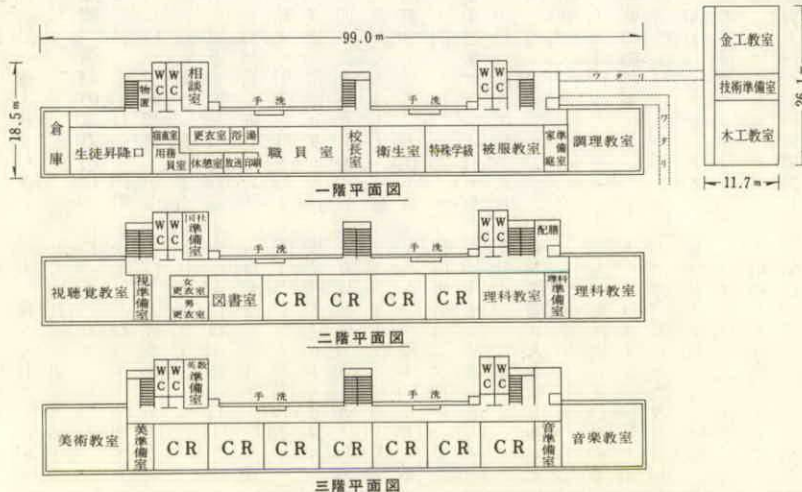 99.0m
18.5m
物置
WC
WC
相談室
手洗
手洗
WC
WC
ワタリ
ワタリ
金工教室
技術準備室
木工教室
26.1m
11.7m
倉庫
生徒昇降口
宿直室
用務員室
更衣室
浴
湯
休憩室
放送
印刷
職員室
校長室
衛生室
特殊学級
被服教室
家庭
準備室
調理教室
一階平面図
WC
WC
国社
準備室
手洗
手洗
WC
WC
配膳
視聴覚教室
視準備室
女更衣室
男更衣室
図書室
CR
CR
CR
CR
理科教室
理科準備室
理科教室
二階平面図
WC
WC
英数
準備室
手洗
手洗
WC
WC
美術教室
美準備室
CR
CR
CR
CR
CR
CR
CR
音準備室
音楽教室
三階平面図